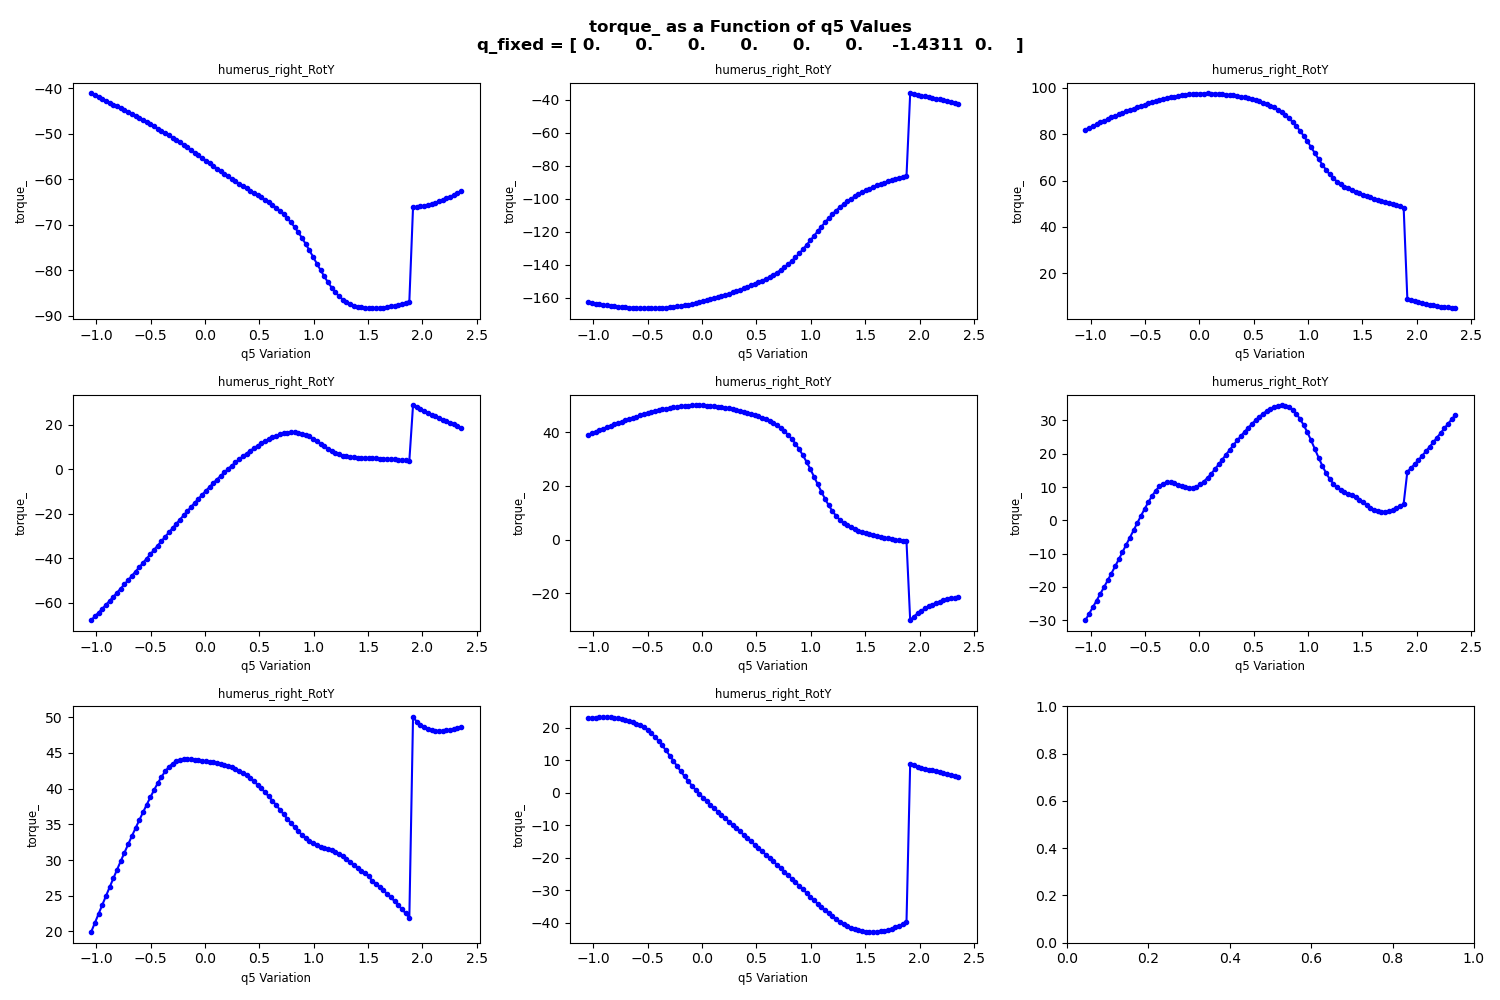 torque_ as a Function of q5 Values
q_fixed = [ 0. 0. 0. 0. 0. 0. -1.4311 0. ]
humerus_right_RotY
−40
−50
−60
−70
−80
−90
torque_
−1.0 −0.5 0.0 0.5 1.0 1.5 2.0 2.5
q5 Variation
humerus_right_RotY
−40
−60
−80
−100
−120
−140
−160
torque_
−1.0 −0.5 0.0 0.5 1.0 1.5 2.0 2.5
q5 Variation
humerus_right_RotY
100
80
60
40
20
torque_
−1.0 −0.5 0.0 0.5 1.0 1.5 2.0 2.5
q5 Variation
humerus_right_RotY
20
0
−20
−40
−60
torque_
−1.0 −0.5 0.0 0.5 1.0 1.5 2.0 2.5
q5 Variation
humerus_right_RotY
40
20
0
−20
torque_
−1.0 −0.5 0.0 0.5 1.0 1.5 2.0 2.5
q5 Variation
humerus_right_RotY
30
20
10
0
−10
−20
−30
torque_
−1.0 −0.5 0.0 0.5 1.0 1.5 2.0 2.5
q5 Variation
humerus_right_RotY
50
45
40
35
30
25
20
torque_
−1.0 −0.5 0.0 0.5 1.0 1.5 2.0 2.5
q5 Variation
humerus_right_RotY
20
10
0
−10
−20
−30
−40
torque_
−1.0 −0.5 0.0 0.5 1.0 1.5 2.0 2.5
q5 Variation
1.0
0.8
0.6
0.4
0.2
0.0
0.0 0.2 0.4 0.6 0.8 1.0